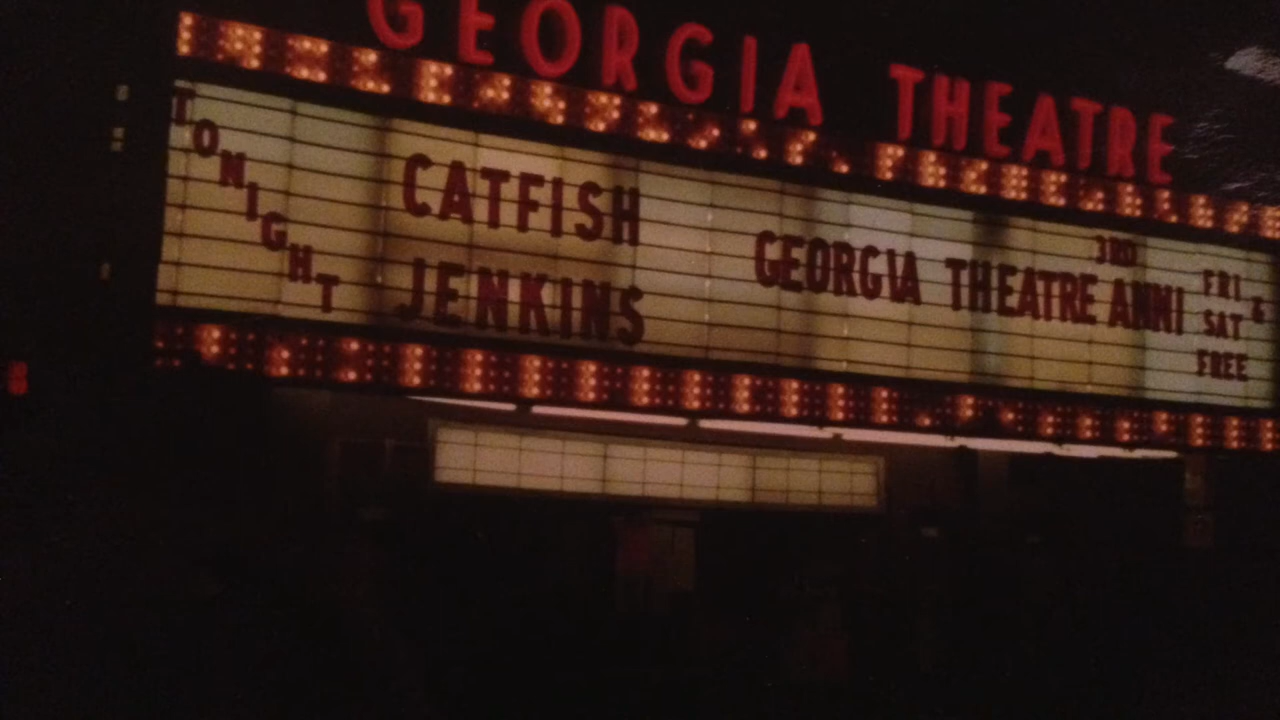 GEORGIA THEATRE
TONIGHT
CATFISH
JENKINS
3RD
GEORGIA THEATRE ANNI
FRI &
SAT
FREE